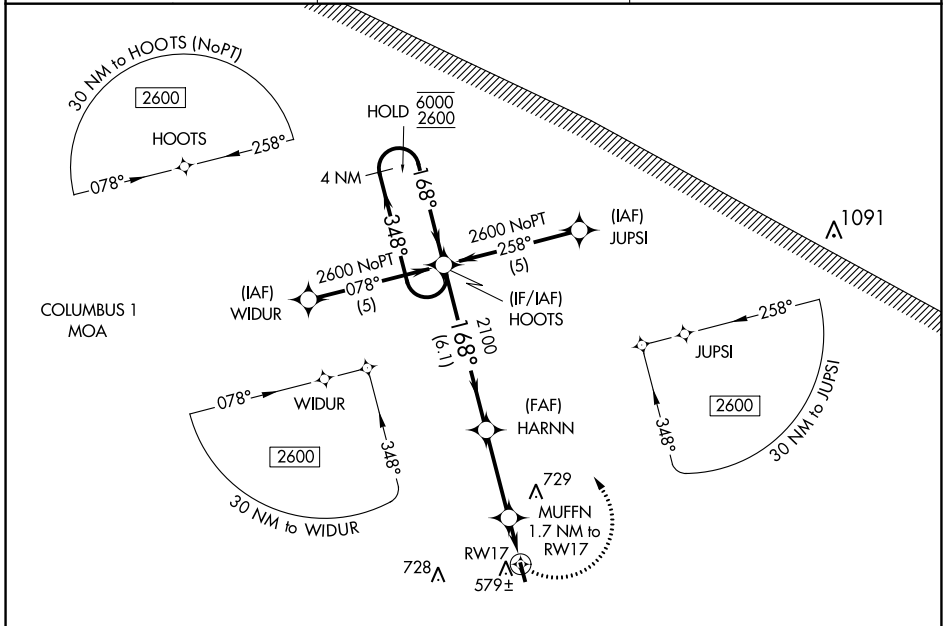 30 NM to HOOTS (NoPT)
2600
HOOTS
078°
258°
HOLD
6000
2600
4 NM
168°
348°
2600 NoPT
258°
(5)
(IAF)
JUPSI
1091
2600 NoPT
078°
(5)
(IAF)
WIDUR
(IF/IAF)
HOOTS
COLUMBUS 1
MOA
2100
168°
(6.1)
258°
JUPSI
2600
348°
30 NM to JUPSI
078°
WIDUR
348°
2600
30 NM to WIDUR
(FAF)
HARNN
729
MUFFN
1.7 NM to
RW17
RW17
728
579±